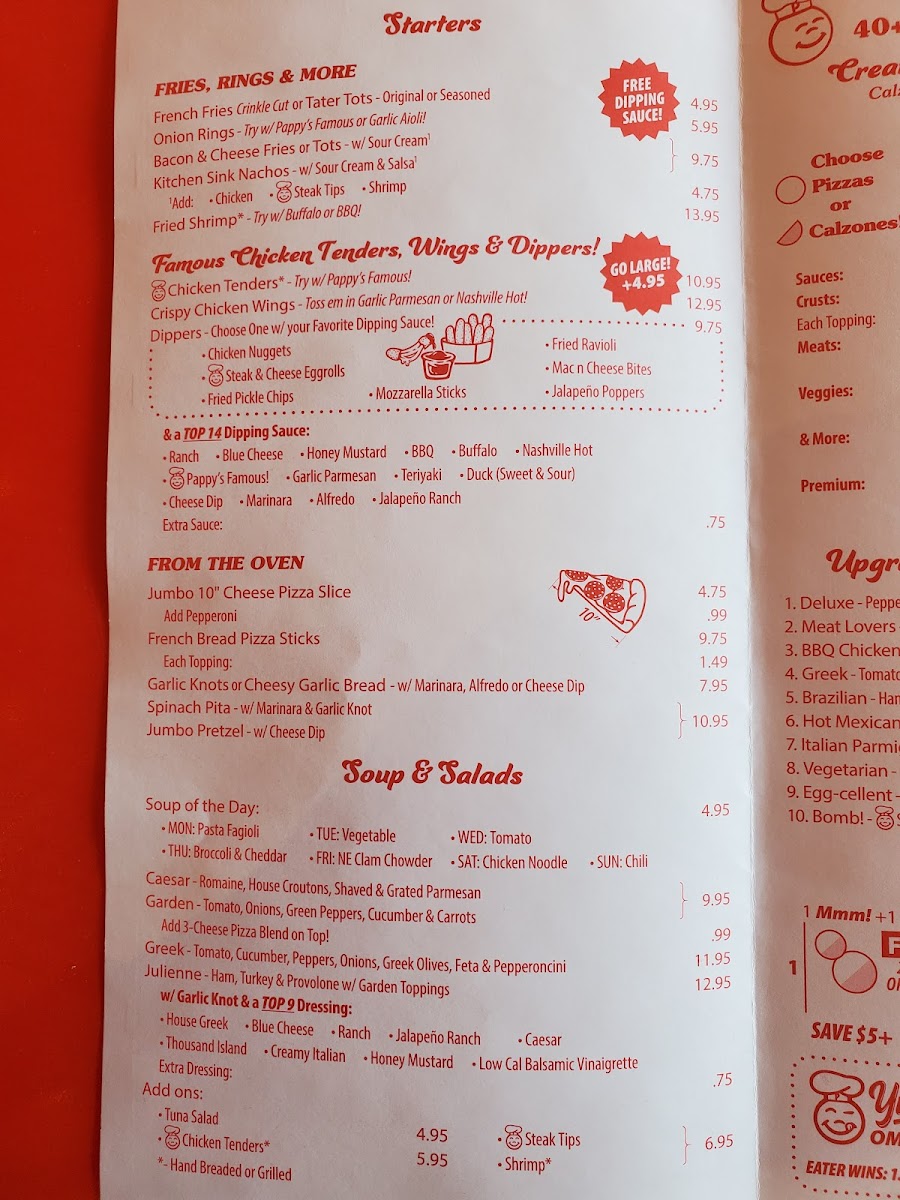 Starters
FRIES, RINGS & MORE
FREE DIPPING SAUCE!
French Fries Crinkle Cut or Tater Tots - Original or Seasoned 4.95
Onion Rings - Try w/ Pappy's Famous or Garlic Aioli! 5.95
Bacon & Cheese Fries or Tots - w/ Sour Cream¹
Kitchen Sink Nachos - w/ Sour Cream & Salsa¹ } 9.75
¹Add: • Chicken • Steak Tips • Shrimp 4.75
Fried Shrimp* - Try w/ Buffalo or BBQ! 13.95
Famous Chicken Tenders, Wings & Dippers!
GO LARGE! +4.95
Chicken Tenders* - Try w/ Pappy's Famous! 10.95
Crispy Chicken Wings - Toss em in Garlic Parmesan or Nashville Hot! 12.95
Dippers - Choose One w/ your Favorite Dipping Sauce! 9.75
• Chicken Nuggets • Fried Ravioli
• Steak & Cheese Eggrolls • Mac n Cheese Bites
• Fried Pickle Chips • Mozzarella Sticks • Jalapeño Poppers
& a TOP 14 Dipping Sauce:
• Ranch • Blue Cheese • Honey Mustard • BBQ • Buffalo • Nashville Hot
• Pappy's Famous! • Garlic Parmesan • Teriyaki • Duck (Sweet & Sour)
• Cheese Dip • Marinara • Alfredo • Jalapeño Ranch
Extra Sauce: .75
FROM THE OVEN
10"
Jumbo 10" Cheese Pizza Slice 4.75
Add Pepperoni .99
French Bread Pizza Sticks 9.75
Each Topping: 1.49
Garlic Knots or Cheesy Garlic Bread - w/ Marinara, Alfredo or Cheese Dip 7.95
Spinach Pita - w/ Marinara & Garlic Knot
Jumbo Pretzel - w/ Cheese Dip } 10.95
Soup & Salads
Soup of the Day: 4.95
• MON: Pasta Fagioli • TUE: Vegetable • WED: Tomato
• THU: Broccoli & Cheddar • FRI: NE Clam Chowder • SAT: Chicken Noodle • SUN: Chili
Caesar - Romaine, House Croutons, Shaved & Grated Parmesan
Garden - Tomato, Onions, Green Peppers, Cucumber & Carrots } 9.95
Add 3-Cheese Pizza Blend on Top! .99
Greek - Tomato, Cucumber, Peppers, Onions, Greek Olives, Feta & Pepperoncini 11.95
Julienne - Ham, Turkey & Provolone w/ Garden Toppings 12.95
w/ Garlic Knot & a TOP 9 Dressing:
• House Greek • Blue Cheese • Ranch • Jalapeño Ranch • Caesar
• Thousand Island • Creamy Italian • Honey Mustard • Low Cal Balsamic Vinaigrette
Extra Dressing: .75
Add ons:
• Tuna Salad 4.95 • Steak Tips
• Chicken Tenders* 5.95 • Shrimp* } 6.95
*- Hand Breaded or Grilled
40+
Choose
Pizzas
or
Calzones!
Sauces:
Crusts:
Each Topping:
Meats:
Veggies:
& More:
Premium:
1. Deluxe -
2. Meat Lovers -
3. BBQ Chicken
4. Greek - Tomato
5. Brazilian -
6. Hot Mexican
7. Italian
8. Vegetarian -
9. Egg-cellent -
10. Bomb! -
1 Mmm! +1
1
SAVE $5+
EATER WINS: